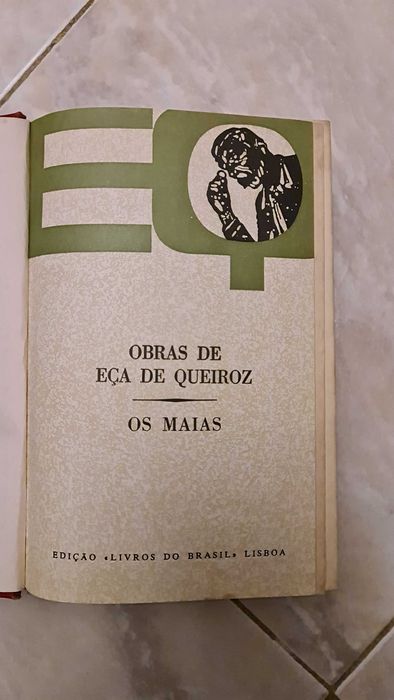 EQ
OBRAS DE
EÇA DE QUEIROZ
OS MAIAS
EDIÇÃO «LIVROS DO BRASIL» LISBOA